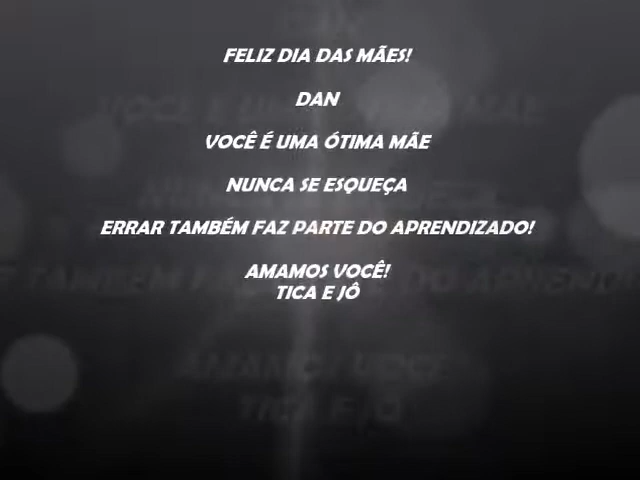 FELIZ DIA DAS MÃES!
DAN
VOCÊ É UMA ÓTIMA MÃE
NUNCA SE ESQUEÇA
ERRAR TAMBÉM FAZ PARTE DO APRENDIZADO!
AMAMOS VOCÊ!
TICA E JÔ